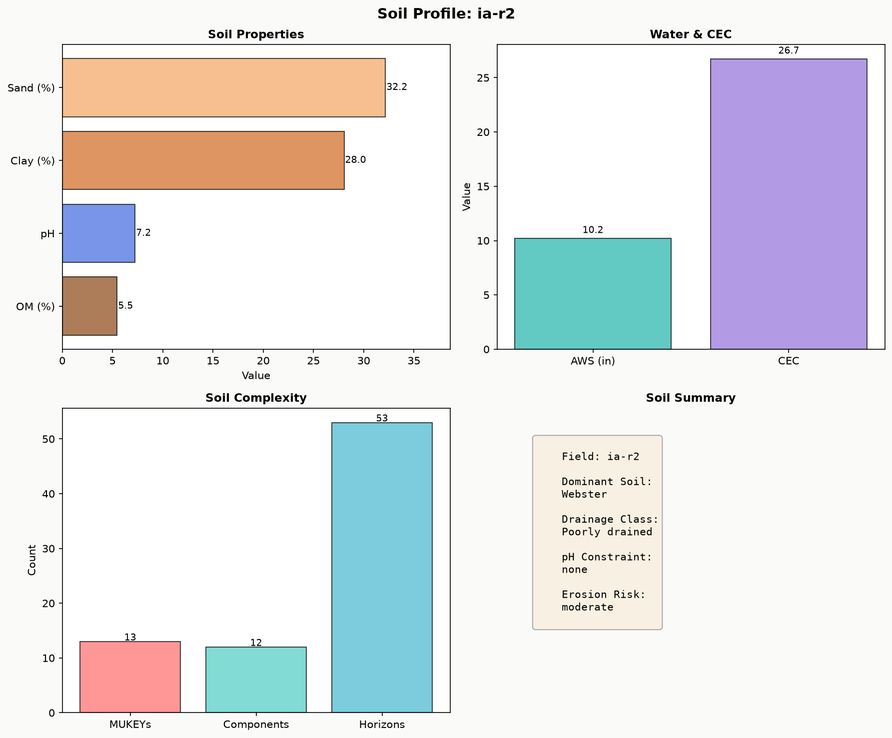 Soil Profile: ia-r2
Soil Properties
Sand (%)
32.2
Clay (%)
28.0
pH
7.2
OM (%)
5.5
0 5 10 15 20 25 30 35
Value
Water & CEC
Value
25
20
15
10
5
0
10.2
26.7
AWS (in) CEC
Soil Complexity
Count
50
40
30
20
10
0
13
12
53
MUKEYs Components Horizons
Soil Summary
Field: ia-r2
Dominant Soil:
Webster
Drainage Class:
Poorly drained
pH Constraint:
none
Erosion Risk:
moderate